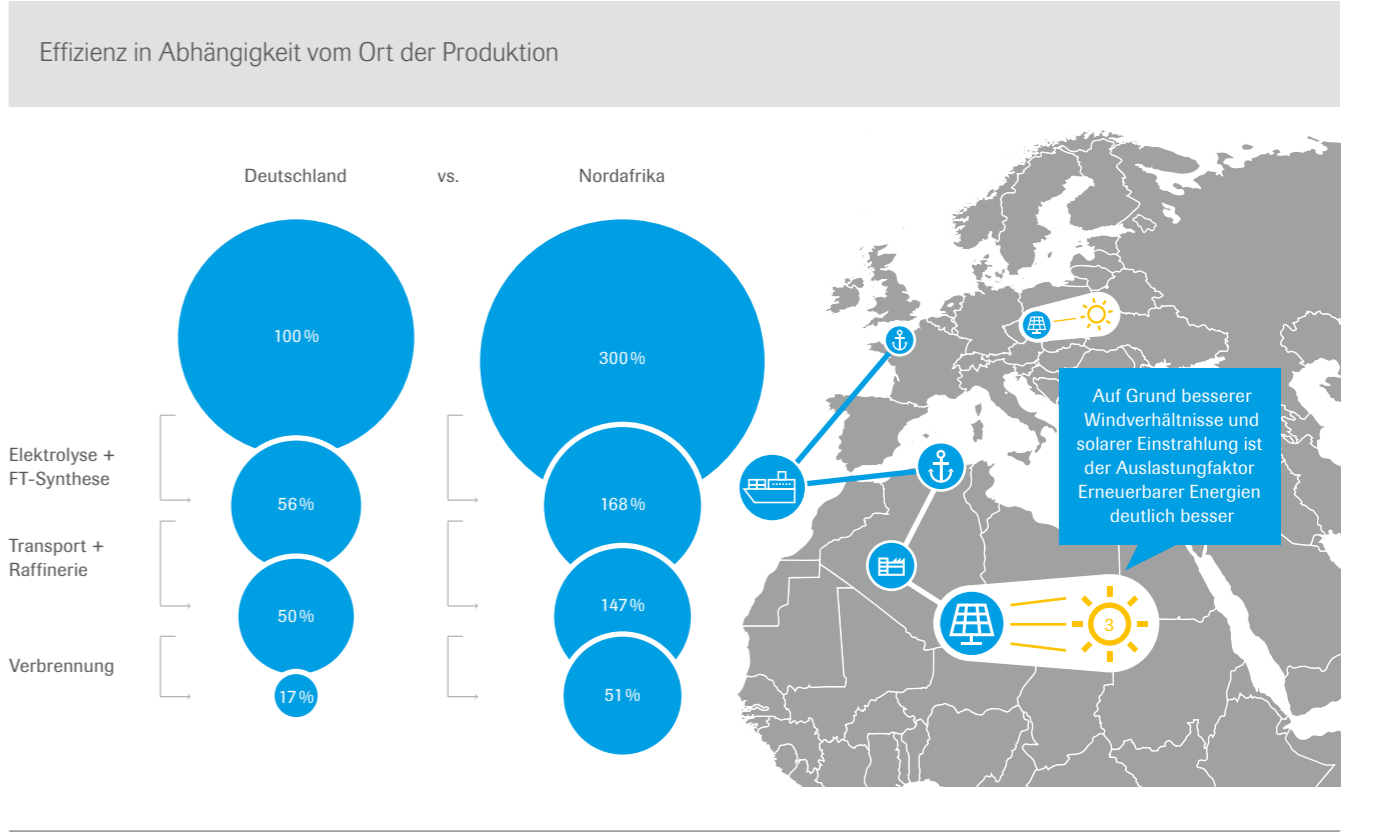 Effizienz in Abhängigkeit vom Ort der Produktion
Deutschland
vs.
Nordafrika
100 %
300 %
Elektrolyse +
FT-Synthese
56 %
168 %
Transport +
Raffinerie
50 %
147 %
Verbrennung
17 %
51 %
Auf Grund besserer
Windverhältnisse und
solarer Einstrahlung ist
der Auslastungfaktor
Erneuerbarer Energien
deutlich besser
3